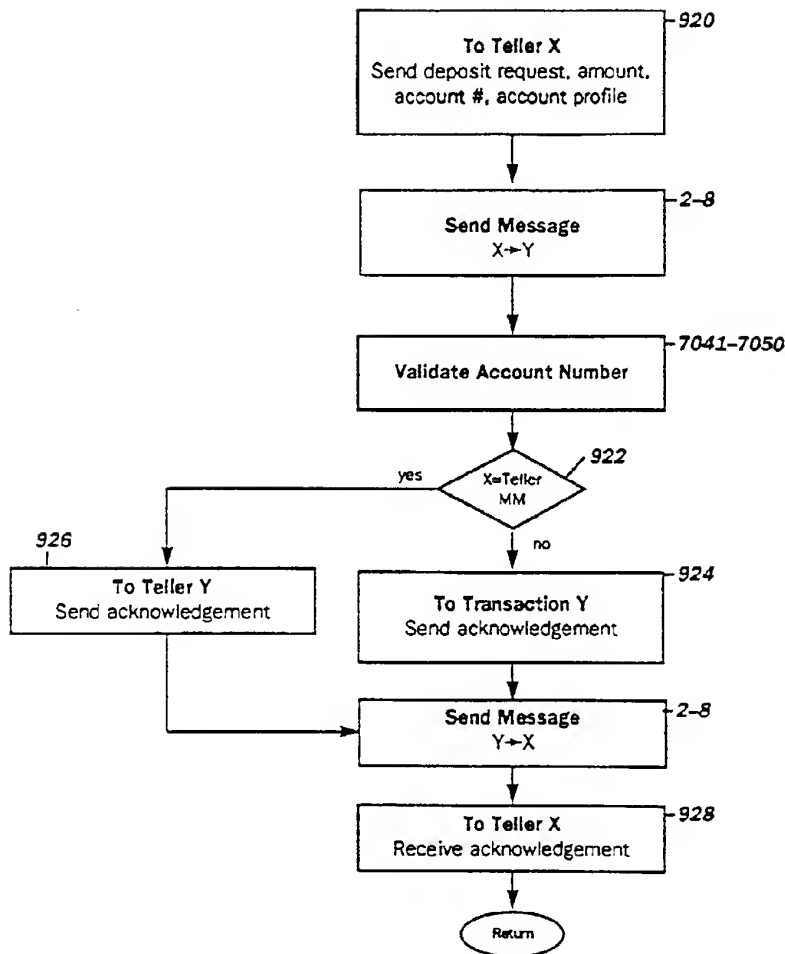 920
To Teller X
Send deposit request, amount,
account #, account profile
2-8
Send Message
X→Y
7041-7050
Validate Account Number
922
X=Teller
MM
yes
no
926
To Teller Y
Send acknowledgement
924
To Transaction Y
Send acknowledgement
2-8
Send Message
Y→X
928
To Teller X
Receive acknowledgement
Return